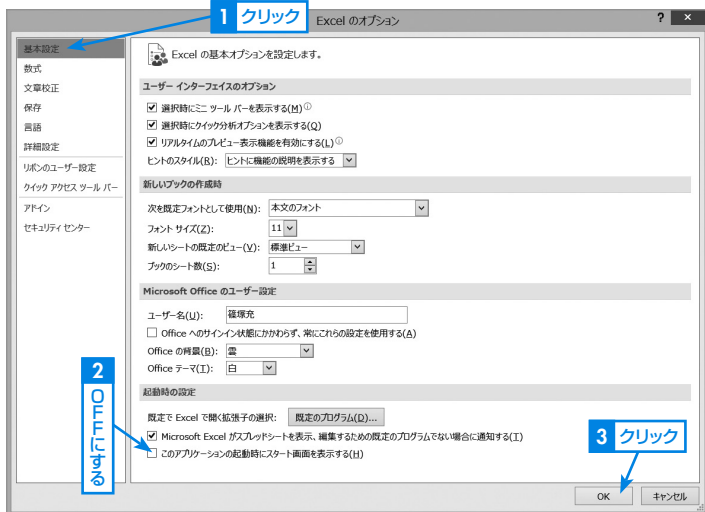 1 クリック
Excel のオプション
? ×
基本設定
数式
文章校正
保存
言語
詳細設定
リボンのユーザー設定
クイック アクセス ツール バー
アドイン
セキュリティ センター
Excel の基本オプションを設定します。
ユーザー インターフェイスのオプション
選択時にミニ ツール バーを表示する(M)
選択時にクイック分析オプションを表示する(Q)
リアルタイムのプレビュー表示機能を有効にする(L)
ヒントのスタイル(R): ヒントに機能の説明を表示する
新しいブックの作成時
次を既定フォントとして使用(N): 本文のフォント
フォント サイズ(Z): 11
新しいシートの既定のビュー(V): 標準ビュー
ブックのシート数(S): 1
Microsoft Office のユーザー設定
ユーザー名(U): 篠塚充
Office へのサインイン状態にかかわらず、常にこれらの設定を使用する(A)
Office の背景(B): 雲
Office テーマ(T): 白
2 OFFにする
起動時の設定
既定で Excel で開く拡張子の選択: 既定のプログラム(D)...
Microsoft Excel がスプレッドシートを表示、編集するための既定のプログラムでない場合に通知する(T)
このアプリケーションの起動時にスタート画面を表示する(H)
3 クリック
OK キャンセル